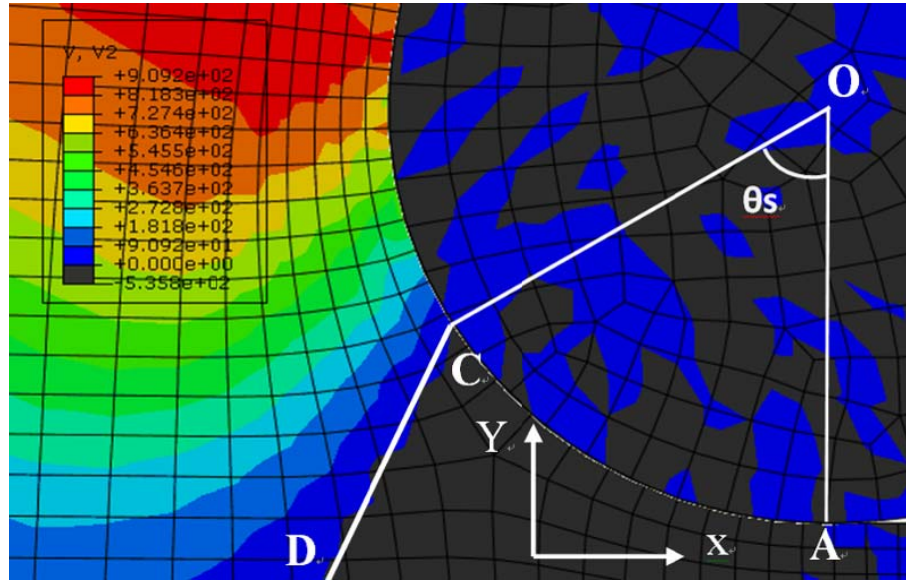 V, V2
+9.092e+02
+8.183e+02
+7.274e+02
+6.364e+02
+5.455e+02
+4.546e+02
+3.637e+02
+2.728e+02
+1.818e+02
+9.092e+01
+0.000e+00
-5.358e+02
O
θs
C
Y
D
x
A